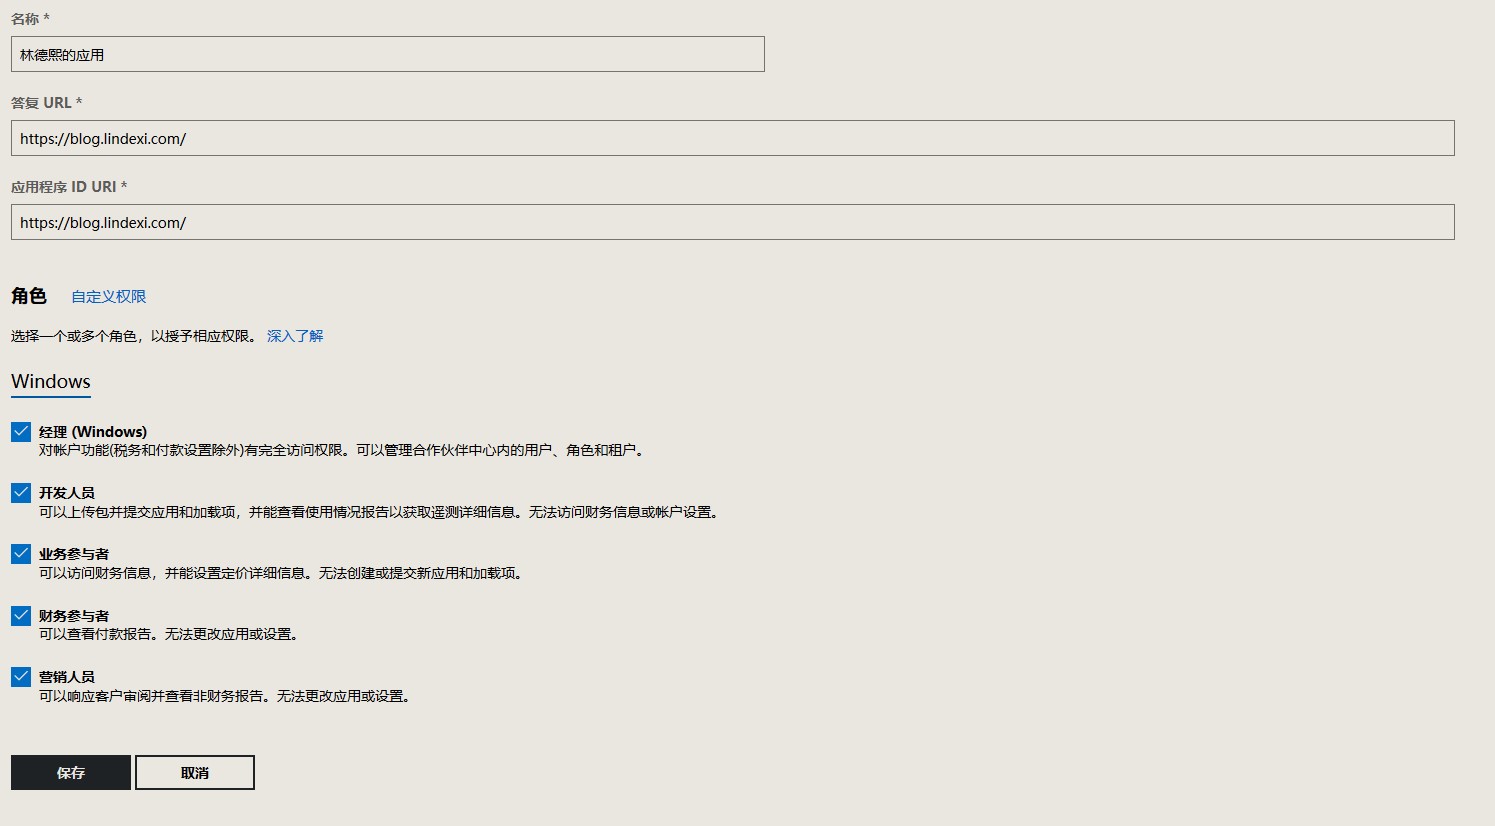 名称 *
林德熙的应用
答复 URL *
https://blog.lindexi.com/
应用程序 ID URI *
https://blog.lindexi.com/
角色 自定义权限
选择一个或多个角色，以授予相应权限。 深入了解
Windows
经理 (Windows)
对帐户功能(税务和付款设置除外)有完全访问权限。可以管理合作伙伴中心内的用户、角色和租户。
开发人员
可以上传包并提交应用和加载项，并能查看使用情况报告以获取遥测详细信息。无法访问财务信息或帐户设置。
业务参与者
可以访问财务信息，并能设置定价详细信息。无法创建或提交新应用和加载项。
财务参与者
可以查看付款报告。无法更改应用或设置。
营销人员
可以响应客户审阅并查看非财务报告。无法更改应用或设置。
保存 取消